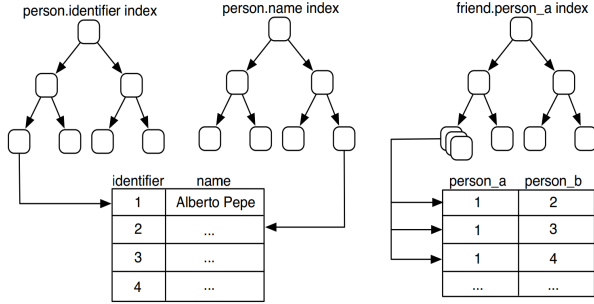 person.identifier index
person.name index
friend.person_a index
identifier name
1 Alberto Pepe
2 ...
3 ...
4 ...
person_a person_b
1 2
1 3
1 4
... ...